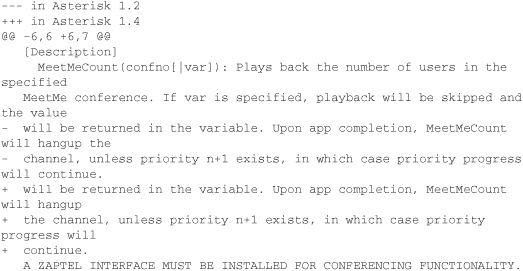 --- in Asterisk 1.2
+++ in Asterisk 1.4
@@ -6,6 +6,7 @@
[Description]
MeetMeCount(confno[|var]): Plays back the number of users in the
specified
MeetMe conference. If var is specified, playback will be skipped and
the value
- will be returned in the variable. Upon app completion, MeetMeCount
will hangup the
- channel, unless priority n+1 exists, in which case priority progress
will continue.
+ will be returned in the variable. Upon app completion, MeetMeCount
will hangup
+ the channel, unless priority n+1 exists, in which case priority
progress will
+ continue.
A ZAPTEL INTERFACE MUST BE INSTALLED FOR CONFERENCING FUNCTIONALITY.